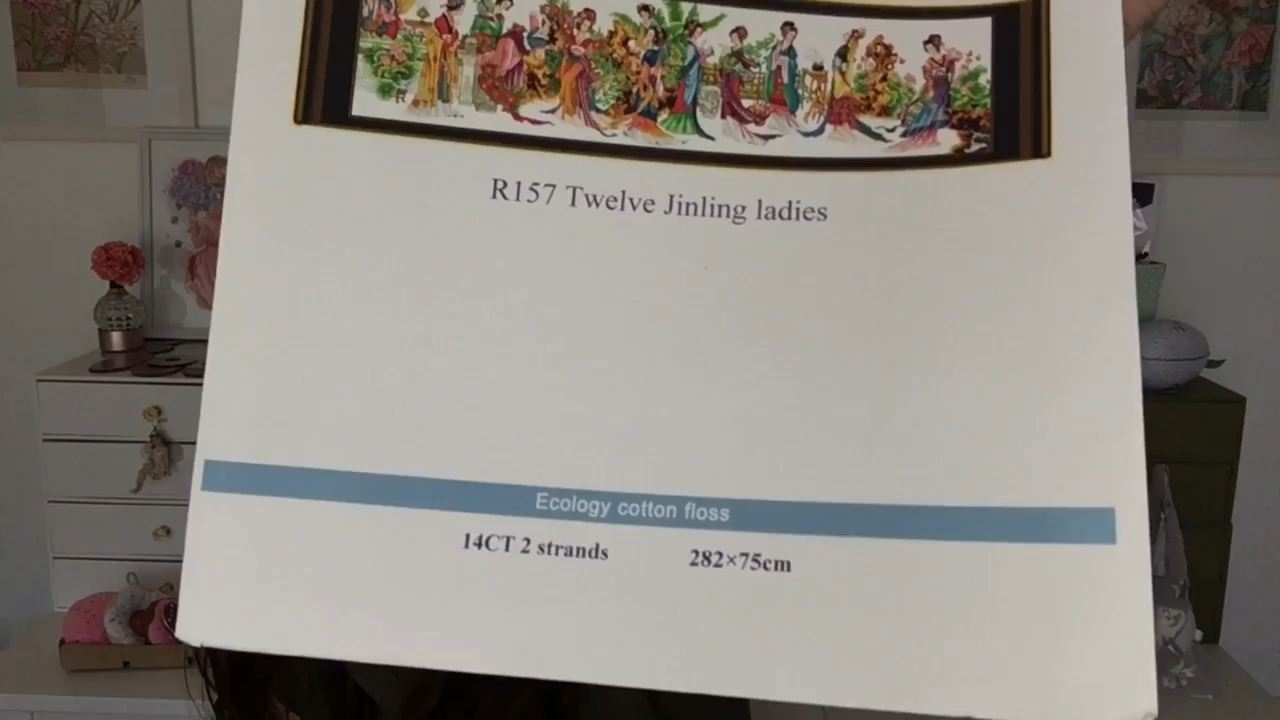 R157 Twelve Jinling ladies
Ecology cotton floss
14CT 2 strands 282×75cm